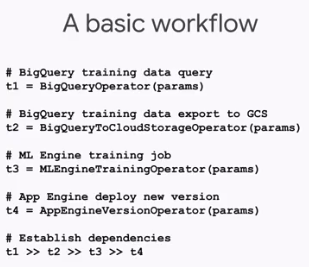 A basic workflow
# BigQuery training data query
t1 = BigQueryOperator(params)
# BigQuery training data export to GCS
t2 = BigQueryToCloudStorageOperator(params)
# ML Engine training job
t3 = MLEngineTrainingOperator(params)
# App Engine deploy new version
t4 = AppEngineVersionOperator(params)
# Establish dependencies
t1 >> t2 >> t3 >> t4